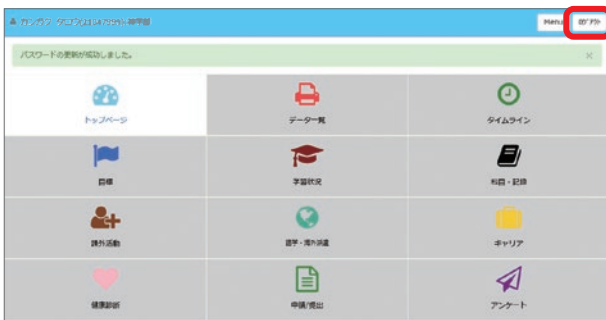 Menu ログアウト
パスワードの更新が成功しました。 ×
トップページ データ一覧 タイムライン
目標 学習状況 科目・記録
課外活動 留学・海外派遣 キャリア
健康診断 申請/提出 アンケート